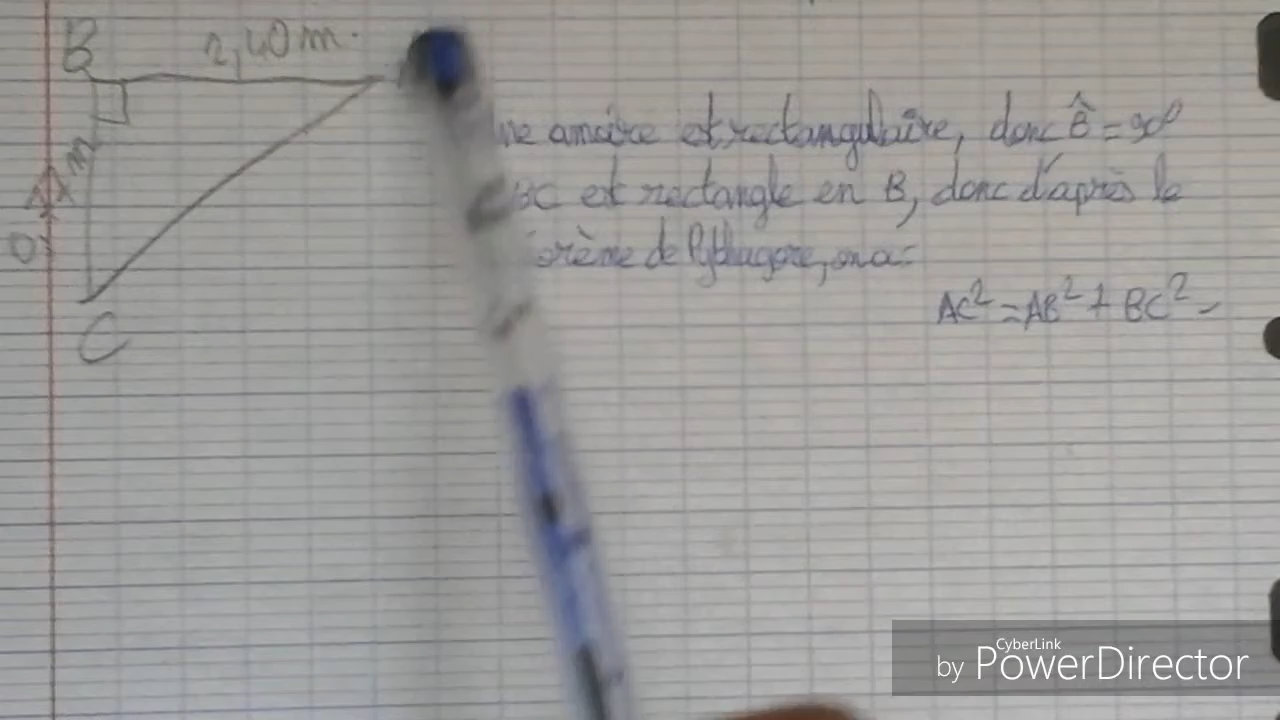 B
2,40 m.
m
C
ne armoire est rectangulaire, donc B̂ = 90°
BC est rectangle en B, donc d'après le
orème de Pythagore, on a:
AC² = AB² + BC²
CyberLink
by PowerDirector